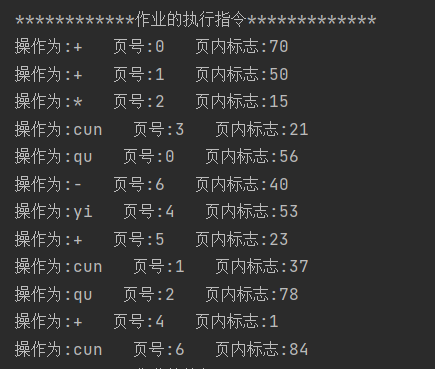 ************作业的执行指令*************
操作为:+   页号:0   页内标志:70
操作为:+   页号:1   页内标志:50
操作为:*   页号:2   页内标志:15
操作为:cun   页号:3   页内标志:21
操作为:qu   页号:0   页内标志:56
操作为:-   页号:6   页内标志:40
操作为:yi   页号:4   页内标志:53
操作为:+   页号:5   页内标志:23
操作为:cun   页号:1   页内标志:37
操作为:qu   页号:2   页内标志:78
操作为:+   页号:4   页内标志:1
操作为:cun   页号:6   页内标志:84